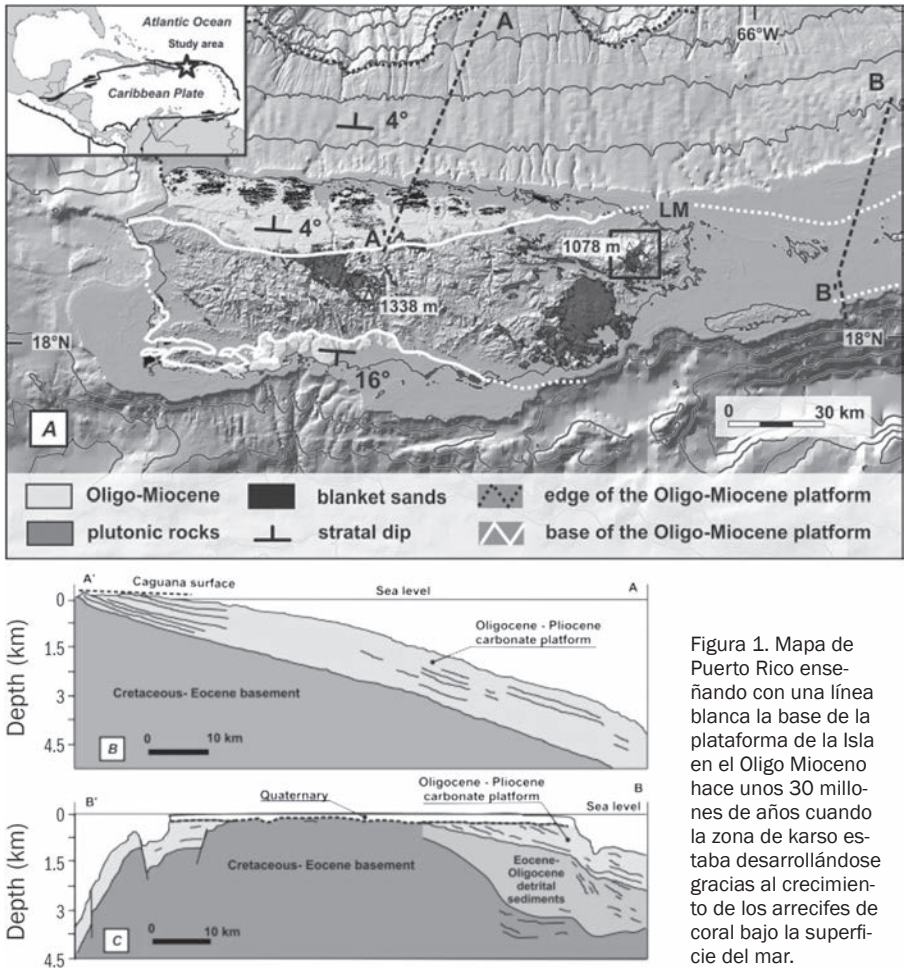 Atlantic Ocean
Study area
Caribbean Plate
A
66°W
B
4°
LM
4°
A'
1078 m
1338 m
B'
18°N
18°N
16°
A
0 30 km
Oligo-Miocene
blanket sands
edge of the Oligo-Miocene platform
plutonic rocks
stratal dip
base of the Oligo-Miocene platform
A'
Caguana surface
Sea level
A
Depth (km)
0
1.5
3
4.5
Oligocene - Pliocene
carbonate platform
Cretaceous- Eocene basement
B
0 10 km
B'
Quaternary
Oligocene - Pliocene
carbonate platform
B
Sea level
Depth (km)
0
1.5
3
4.5
Cretaceous-Eocene basement
Eocene-
Oligocene
detrital
sediments
C
0 10 km
Figura 1. Mapa de
Puerto Rico ense-
ñando con una línea
blanca la base de la
plataforma de la Isla
en el Oligo Mioceno
hace unos 30 millo-
nes de años cuando
la zona de karso es-
taba desarrollándose
gracias al crecimien-
to de los arrecifes de
coral bajo la superfi-
cie del mar.